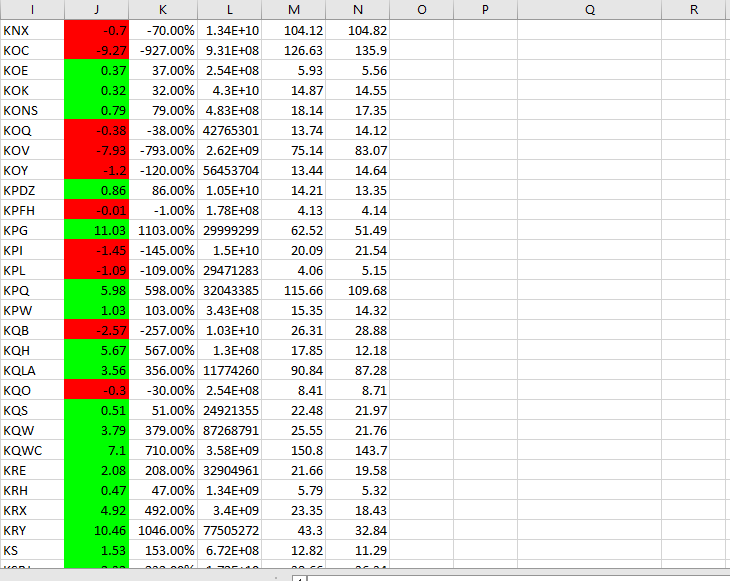 I J K L M N O P Q R
KNX -0.7 -70.00% 1.34E+10 104.12 104.82
KOC -9.27 -927.00% 9.31E+08 126.63 135.9
KOE 0.37 37.00% 2.54E+08 5.93 5.56
KOK 0.32 32.00% 4.3E+10 14.87 14.55
KONS 0.79 79.00% 4.83E+08 18.14 17.35
KOQ -0.38 -38.00% 42765301 13.74 14.12
KOV -7.93 -793.00% 2.62E+09 75.14 83.07
KOY -1.2 -120.00% 56453704 13.44 14.64
KPDZ 0.86 86.00% 1.05E+10 14.21 13.35
KPFH -0.01 -1.00% 1.78E+08 4.13 4.14
KPG 11.03 1103.00% 29999299 62.52 51.49
KPI -1.45 -145.00% 1.5E+10 20.09 21.54
KPL -1.09 -109.00% 29471283 4.06 5.15
KPQ 5.98 598.00% 32043385 115.66 109.68
KPW 1.03 103.00% 3.43E+08 15.35 14.32
KQB -2.57 -257.00% 1.03E+10 26.31 28.88
KQH 5.67 567.00% 1.3E+08 17.85 12.18
KQLA 3.56 356.00% 11774260 90.84 87.28
KQO -0.3 -30.00% 2.54E+08 8.41 8.71
KQS 0.51 51.00% 24921355 22.48 21.97
KQW 3.79 379.00% 87268791 25.55 21.76
KQWC 7.1 710.00% 3.58E+09 150.8 143.7
KRE 2.08 208.00% 32904961 21.66 19.58
KRH 0.47 47.00% 1.34E+09 5.79 5.32
KRX 4.92 492.00% 3.4E+09 23.35 18.43
KRY 10.46 1046.00% 77505272 43.3 32.84
KS 1.53 153.00% 6.72E+08 12.82 11.29